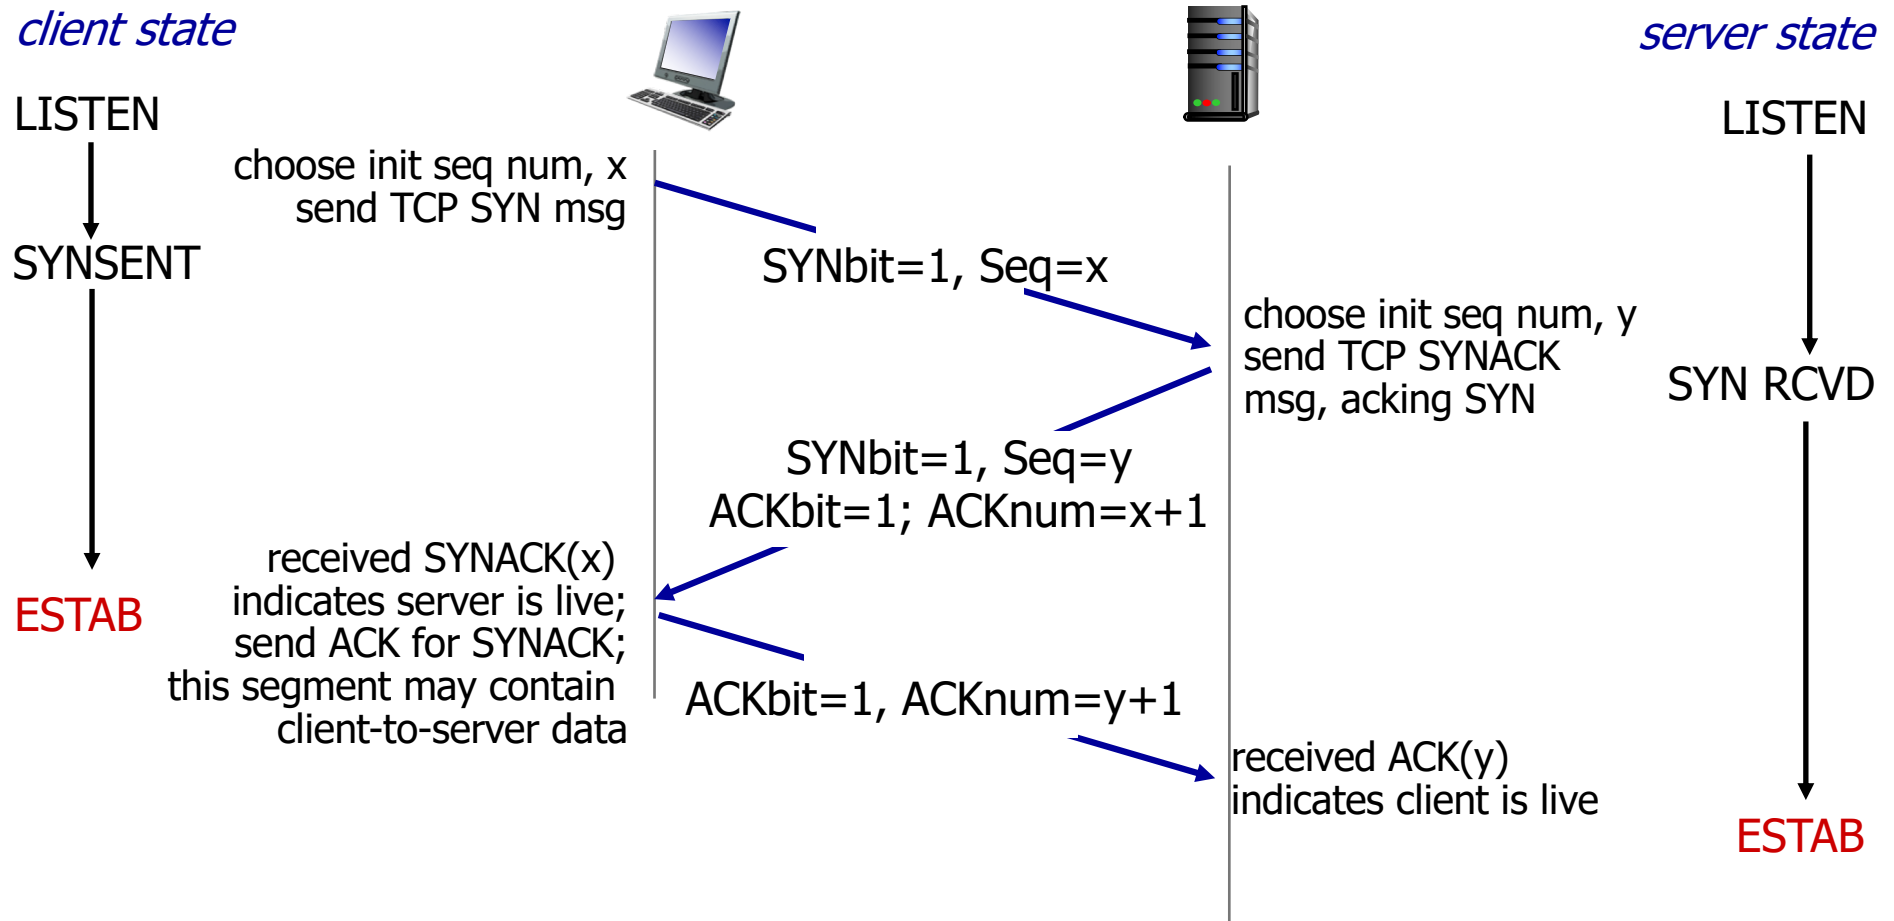 client state
server state
LISTEN
LISTEN
choose init seq num, x
send TCP SYN msg
SYNSENT
SYNbit=1, Seq=x
choose init seq num, y
send TCP SYNACK
msg, acking SYN
SYN RCVD
SYNbit=1, Seq=y
ACKbit=1; ACKnum=x+1
received SYNACK(x)
indicates server is live;
send ACK for SYNACK;
this segment may contain
client-to-server data
ESTAB
ACKbit=1, ACKnum=y+1
received ACK(y)
indicates client is live
ESTAB